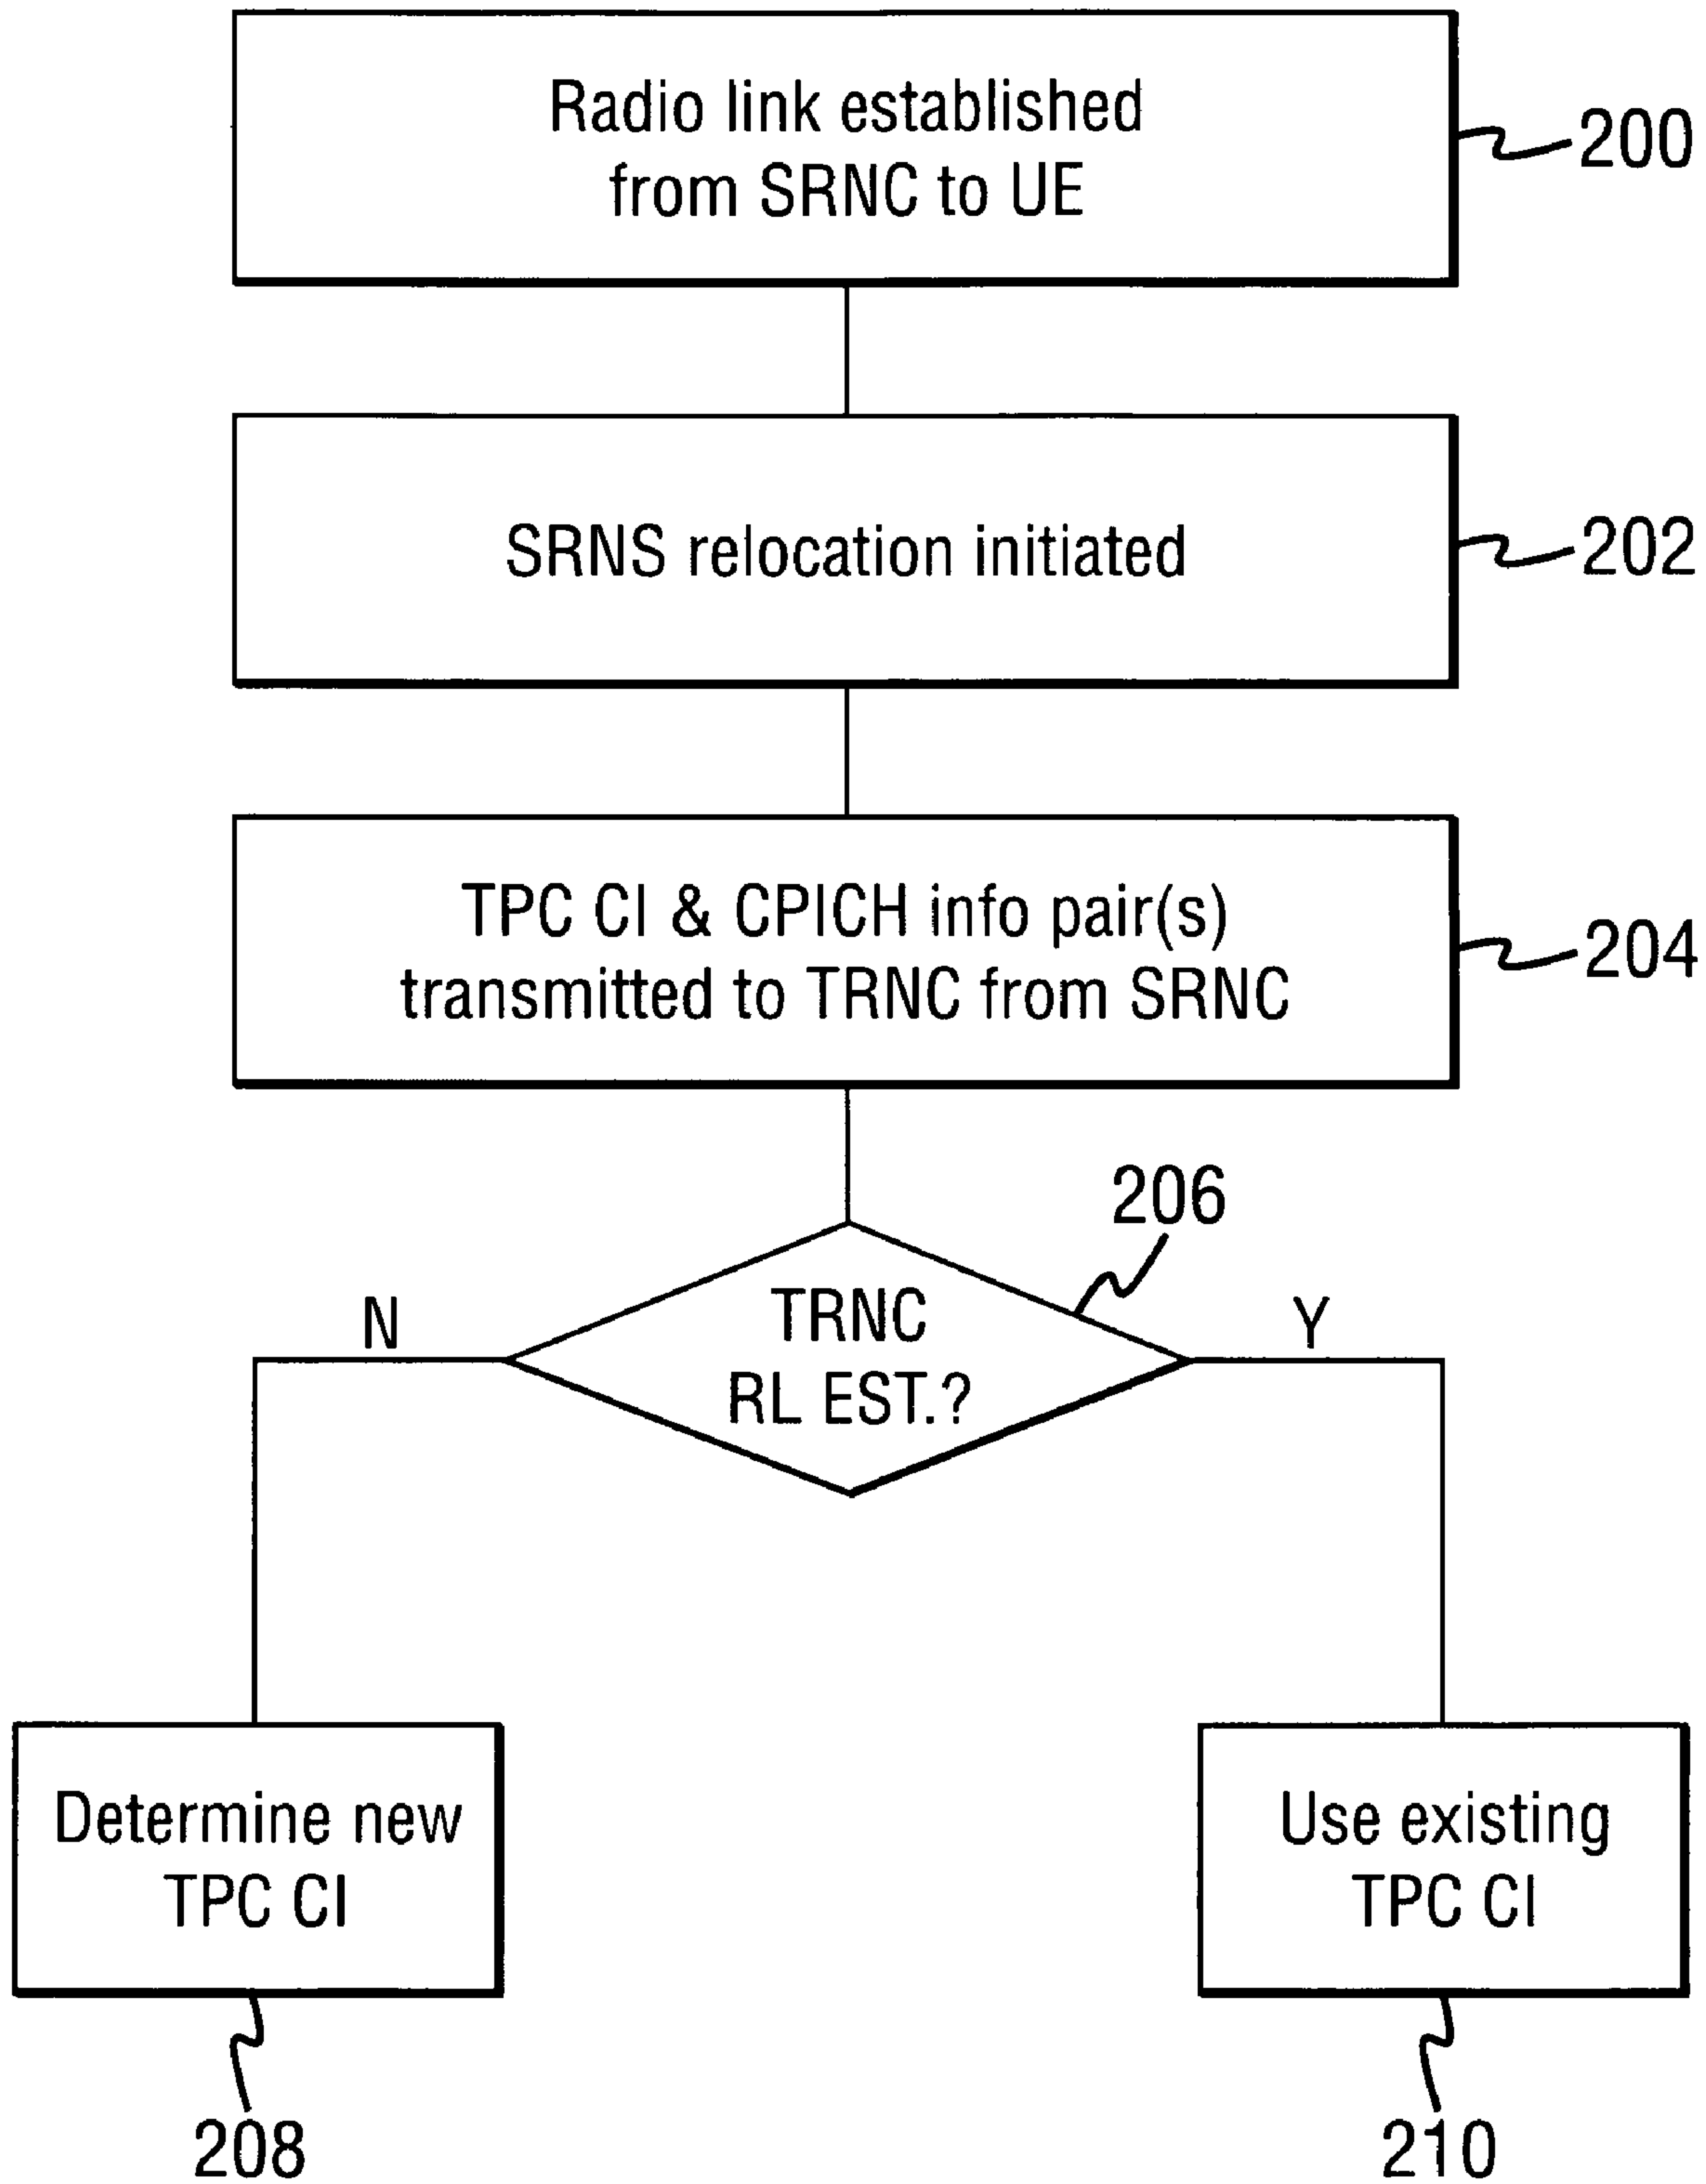 Radio link established
from SRNC to UE
200
SRNS relocation initiated
202
TPC CI & CPICH info pair(s)
transmitted to TRNC from SRNC
204
206
N
TRNC
RL EST.?
Y
Determine new
TPC CI
Use existing
TPC CI
208
210